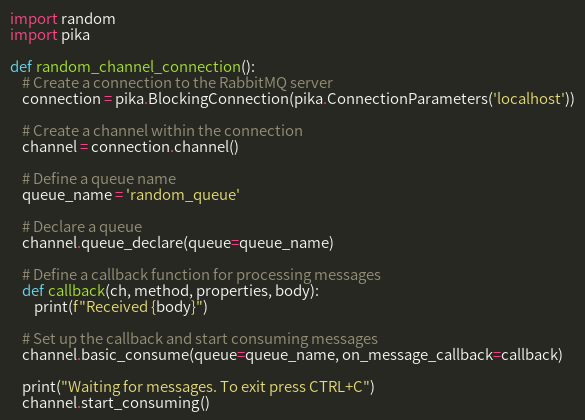 import random
import pika

def random_channel_connection():
    # Create a connection to the RabbitMQ server
    connection = pika.BlockingConnection(pika.ConnectionParameters('localhost'))

    # Create a channel within the connection
    channel = connection.channel()

    # Define a queue name
    queue_name = 'random_queue'

    # Declare a queue
    channel.queue_declare(queue=queue_name)

    # Define a callback function for processing messages
    def callback(ch, method, properties, body):
        print(f"Received {body}")

    # Set up the callback and start consuming messages
    channel.basic_consume(queue=queue_name, on_message_callback=callback)

    print("Waiting for messages. To exit press CTRL+C")
    channel.start_consuming()